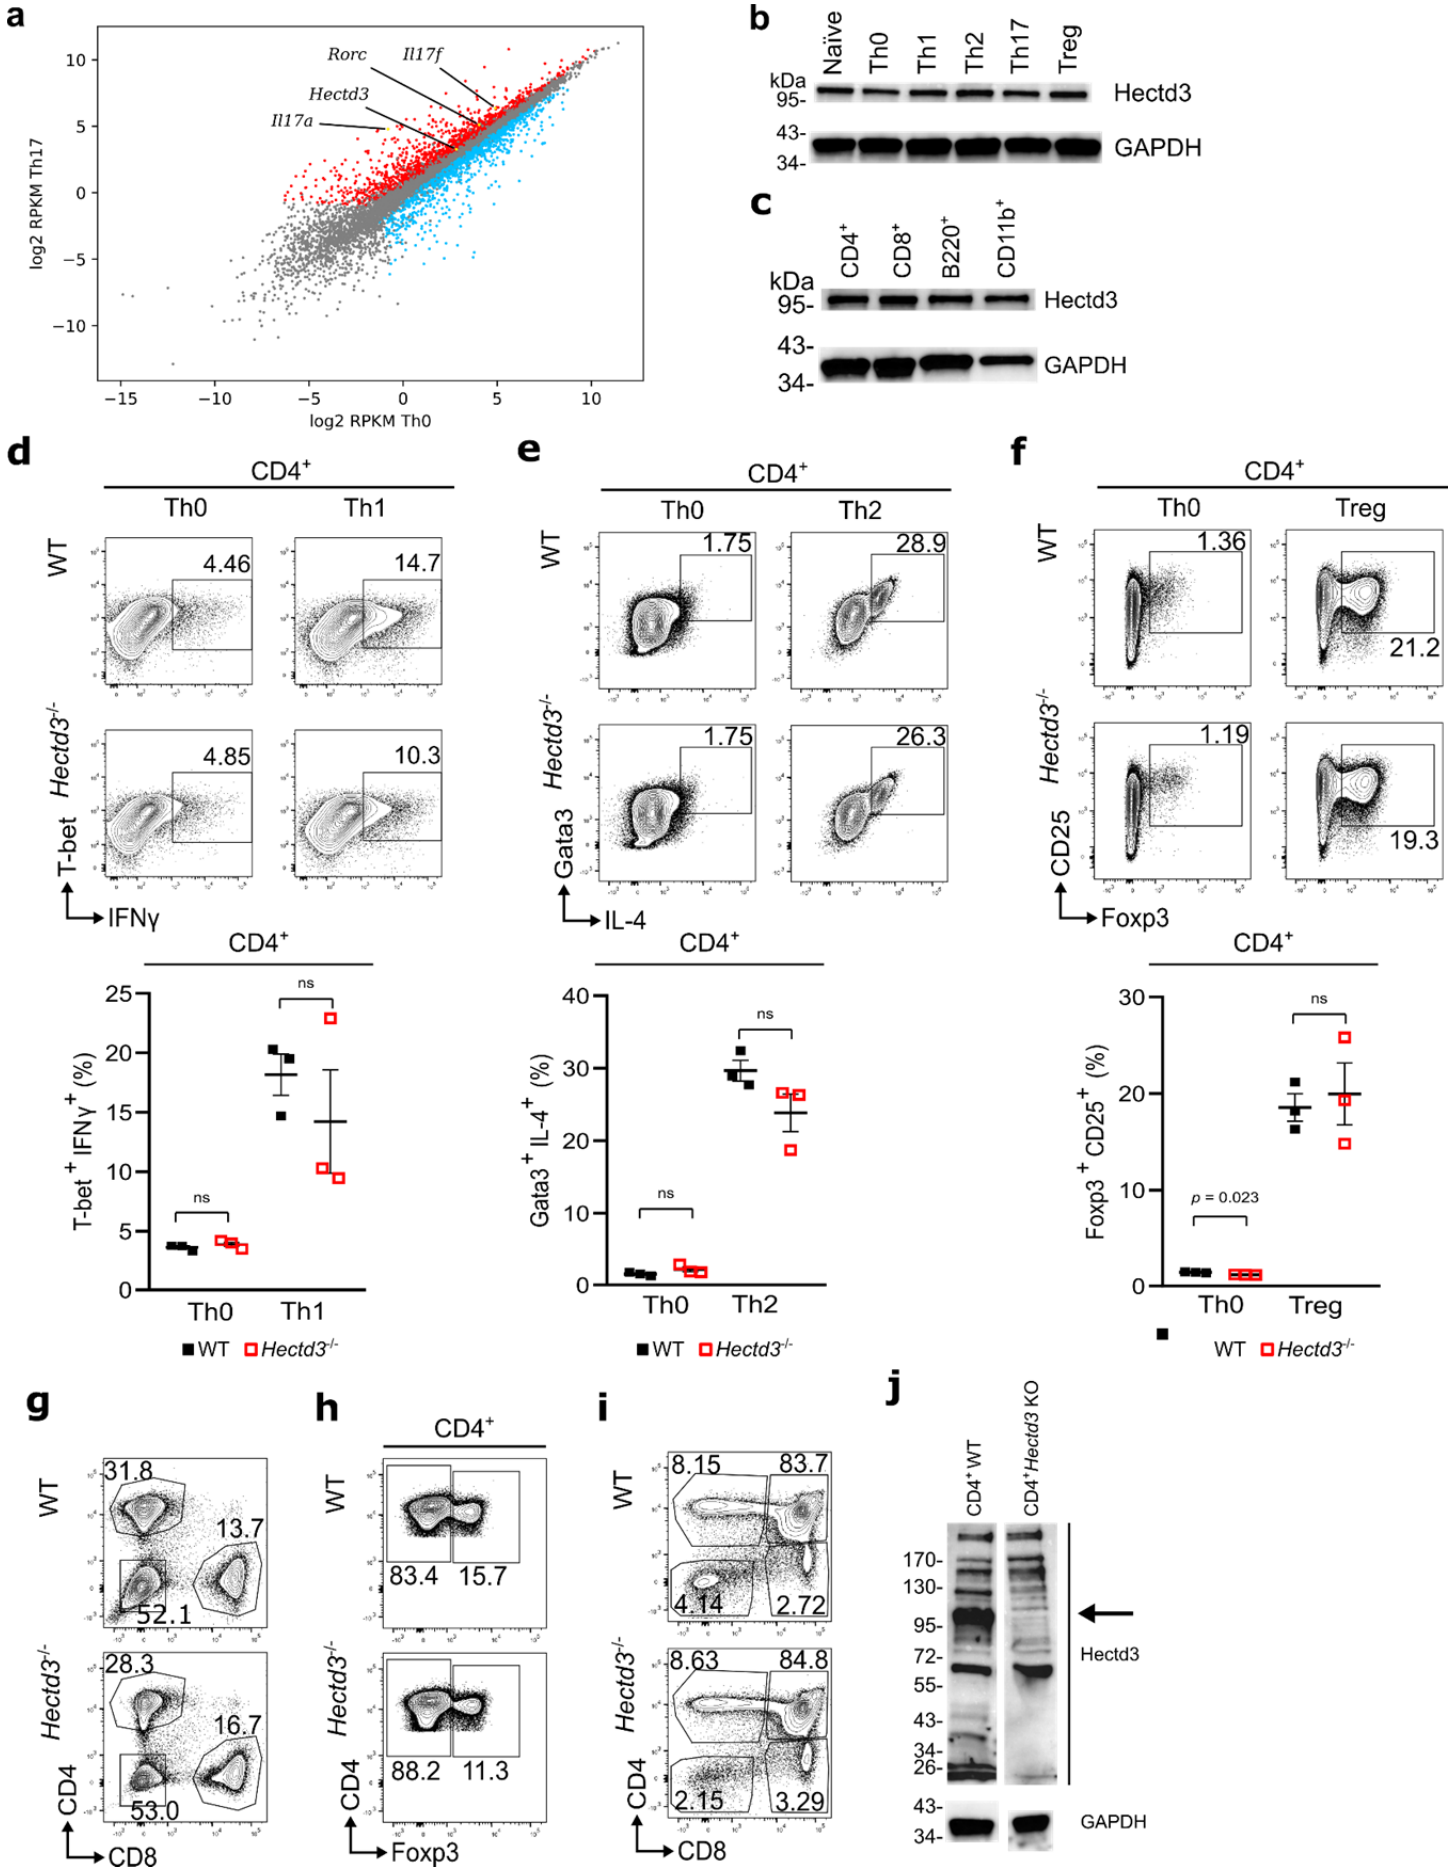 a
log2 RPKM Th17
10
5
0
−5
−10
Rorc
Il17f
Hectd3
Il17a
−15
−10
−5
0
5
10
log2 RPKM Th0
b
Naïve
Th0
Th1
Th2
Th17
Treg
kDa
95-
Hectd3
43-
GAPDH
34-
c
CD4+
CD8+
B220+
CD11b+
kDa
95-
Hectd3
43-
GAPDH
34-
d
CD4+
Th0
Th1
WT
4.46
14.7
Hectd3-/-
4.85
10.3
T-bet
IFNγ
CD4+
T-bet+ IFNγ+ (%)
25
20
15
10
5
0
ns
ns
Th0
Th1
WT
Hectd3-/-
e
CD4+
Th0
Th2
WT
1.75
28.9
Hectd3-/-
1.75
26.3
Gata3
IL-4
CD4+
Gata3+ IL-4+ (%)
40
30
20
10
0
ns
ns
Th0
Th2
WT
Hectd3-/-
f
CD4+
Th0
Treg
WT
1.36
21.2
Hectd3-/-
1.19
19.3
CD25
Foxp3
CD4+
Foxp3+ CD25+ (%)
30
20
10
0
ns
p = 0.023
Th0
Treg
WT
Hectd3-/-
g
WT
31.8
13.7
52.1
Hectd3-/-
28.3
16.7
53.0
CD4
CD8
h
CD4+
WT
83.4
15.7
Hectd3-/-
88.2
11.3
CD4
Foxp3
i
WT
8.15
83.7
4.14
2.72
Hectd3-/-
8.63
84.8
2.15
3.29
CD4
CD8
j
CD4+ WT
CD4+ Hectd3 KO
170-
130-
95-
72-
55-
43-
34-
26-
Hectd3
43-
34-
GAPDH